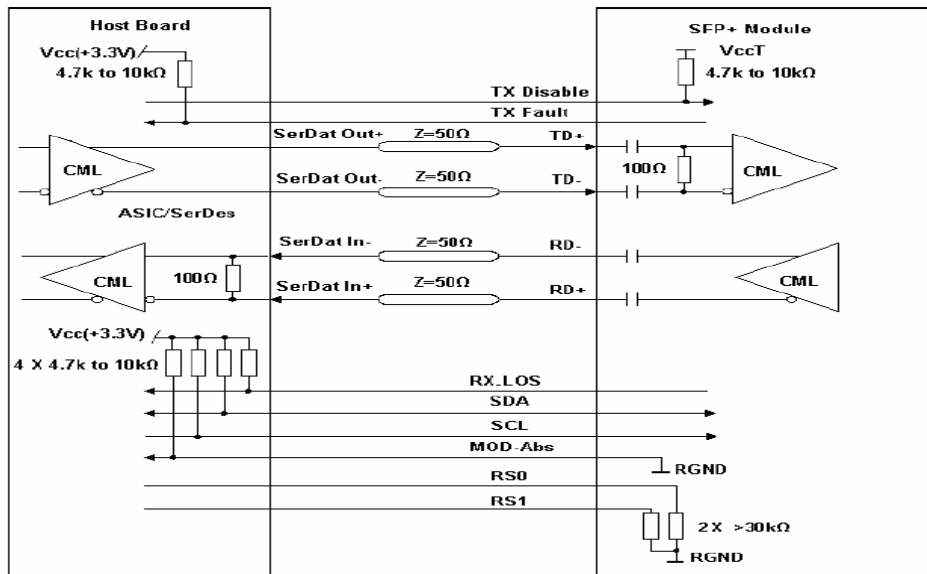 Host Board
SFP+ Module
Vcc(+3.3V)
4.7k to 10kΩ
VccT
4.7k to 10kΩ
TX Disable
TX Fault
SerDat Out+
Z=50Ω
TD+
CML
100Ω
CML
SerDat Out-
Z=50Ω
TD-
ASIC/SerDes
SerDat In-
Z=50Ω
RD-
CML
100Ω
CML
SerDat In+
Z=50Ω
RD+
Vcc(+3.3V)
4 X 4.7k to 10kΩ
RX_LOS
SDA
SCL
MOD-Abs
RGND
RS0
RS1
2X >30kΩ
RGND